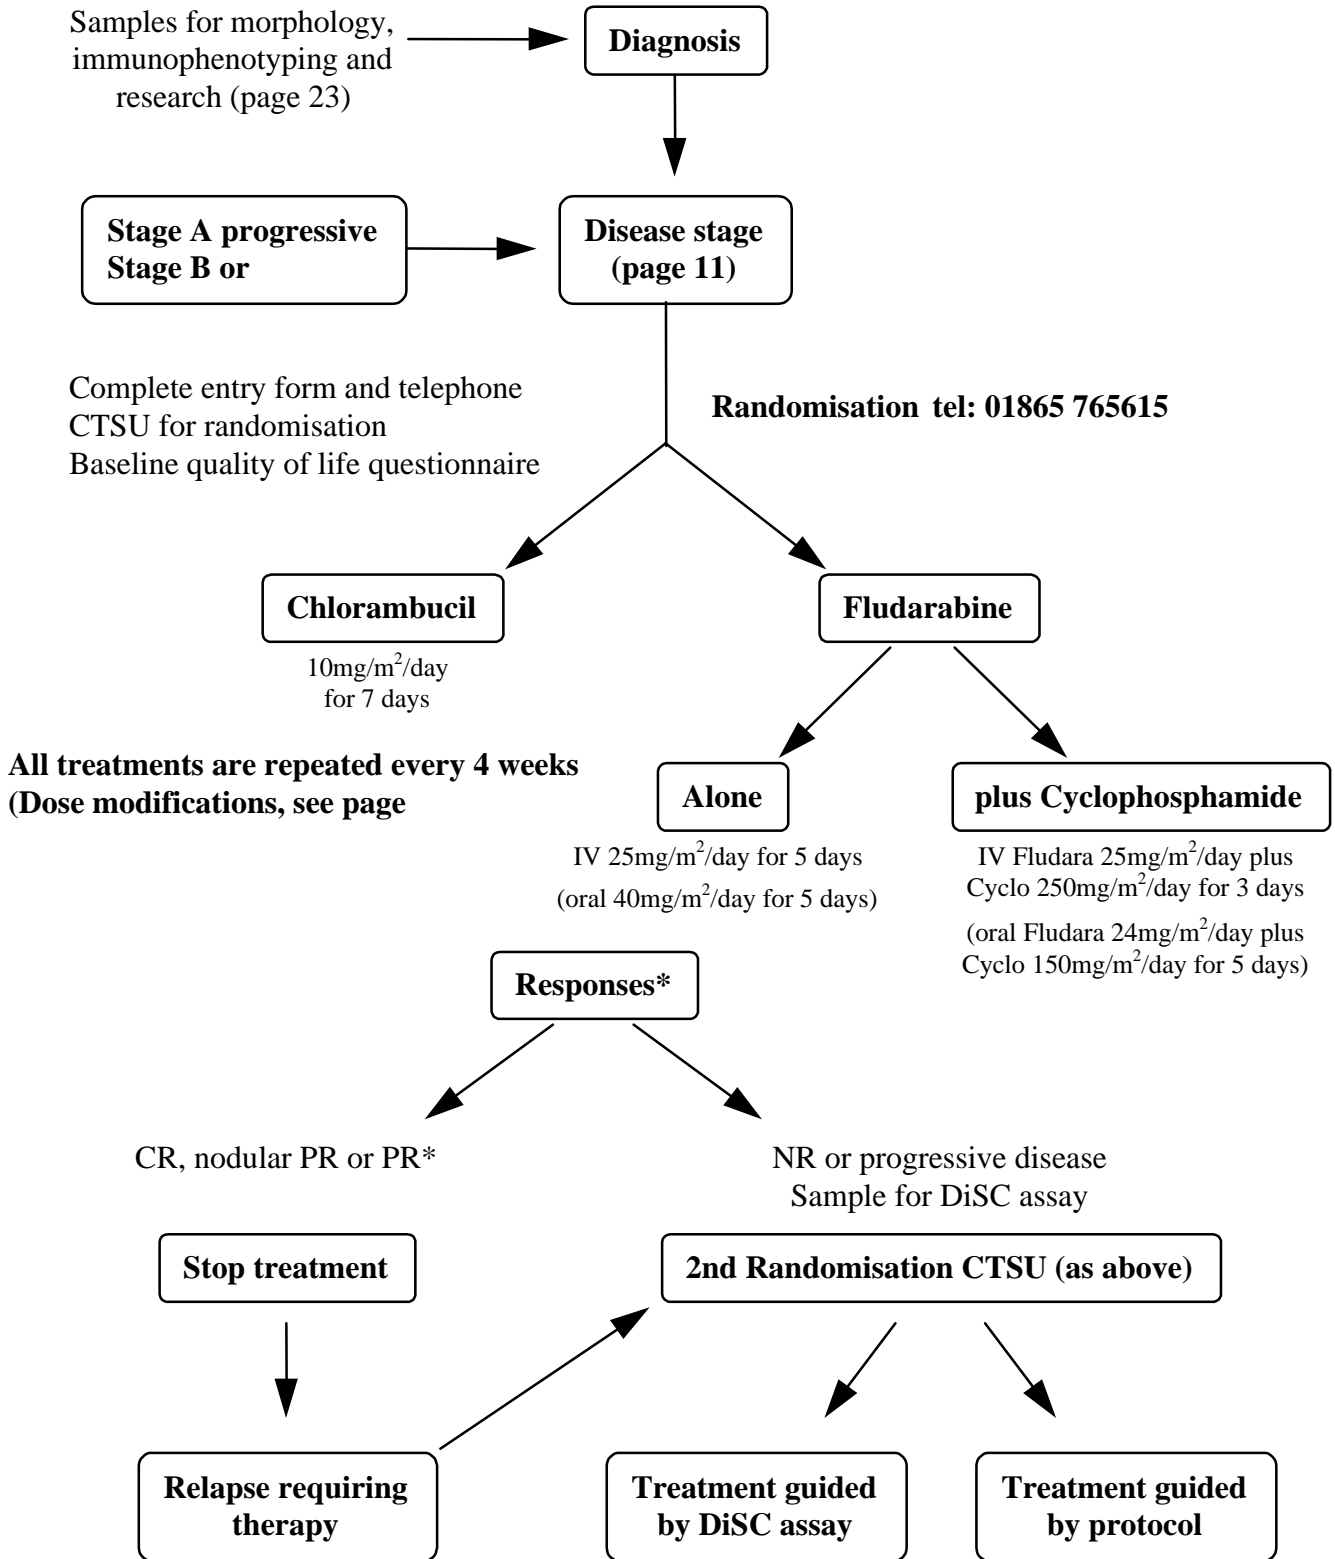 Samples for morphology,
immunophenotyping and
research (page 23)
Diagnosis
Stage A progressive
Stage B or
Disease stage
(page 11)
Complete entry form and telephone
CTSU for randomisation
Baseline quality of life questionnaire
Randomisation tel: 01865 765615
Chlorambucil
10mg/m²/day
for 7 days
Fludarabine
All treatments are repeated every 4 weeks
(Dose modifications, see page
Alone
IV 25mg/m²/day for 5 days
(oral 40mg/m²/day for 5 days)
plus Cyclophosphamide
IV Fludara 25mg/m²/day plus
Cyclo 250mg/m²/day for 3 days
(oral Fludara 24mg/m²/day plus
Cyclo 150mg/m²/day for 5 days)
Responses*
CR, nodular PR or PR*
NR or progressive disease
Sample for DiSC assay
Stop treatment
2nd Randomisation CTSU (as above)
Relapse requiring
therapy
Treatment guided
by DiSC assay
Treatment guided
by protocol